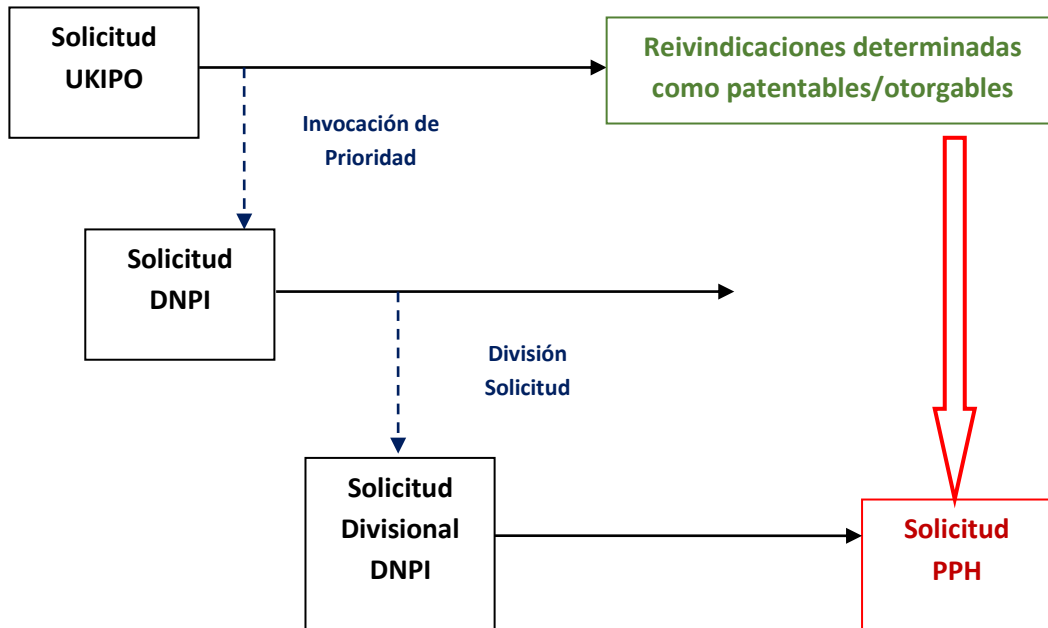 Solicitud
UKIPO
Reivindicaciones determinadas
como patentables/otorgables
Invocación de
Prioridad
Solicitud
DNPI
División
Solicitud
Solicitud
Divisional
DNPI
Solicitud
PPH